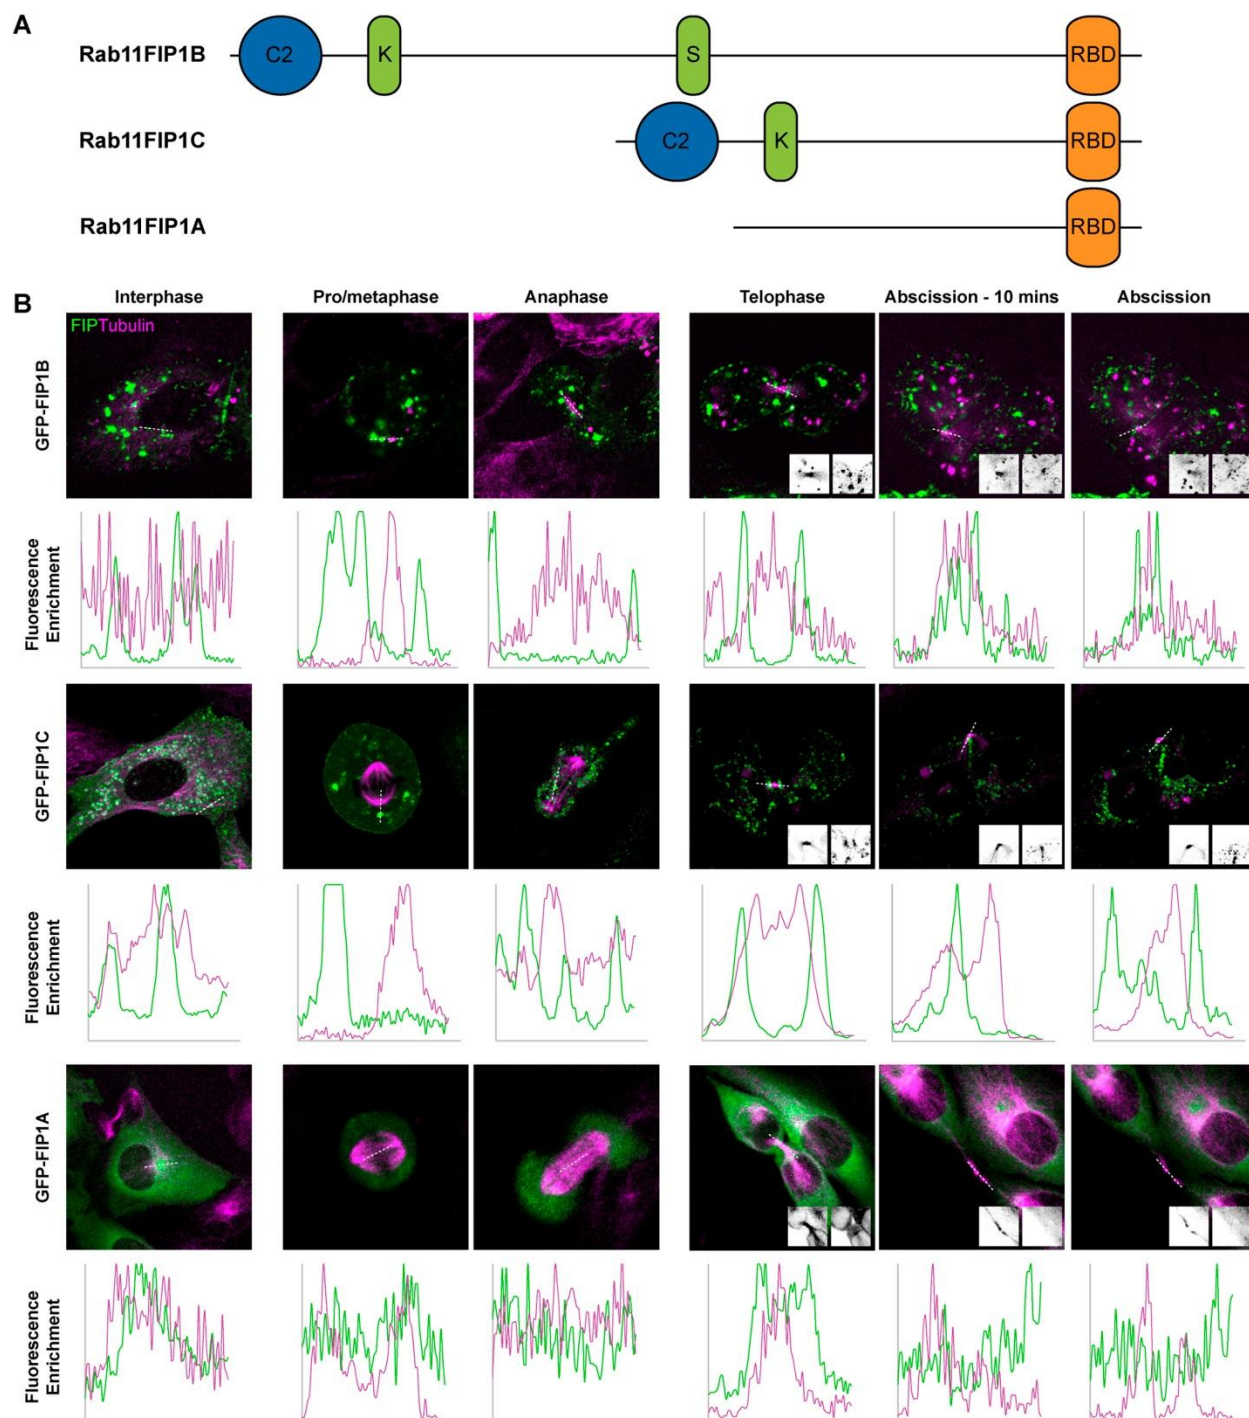 A
Rab11FIP1B C2 K S RBD
Rab11FIP1C C2 K RBD
Rab11FIP1A RBD
B
Interphase Pro/metaphase Anaphase Telophase Abscission - 10 mins Abscission
FIPTubulin
GFP-FIP1B
Fluorescence
Enrichment
GFP-FIP1C
Fluorescence
Enrichment
GFP-FIP1A
Fluorescence
Enrichment